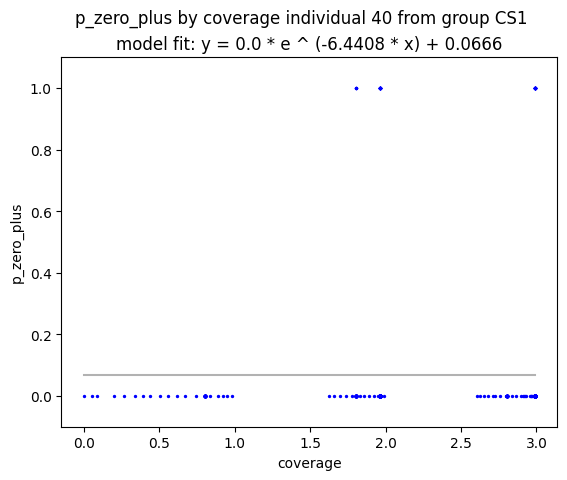 p_zero_plus by coverage individual 40 from group CS1
model fit: y = 0.0 * e ^ (-6.4408 * x) + 0.0666
1.0
0.8
0.6
0.4
0.2
0.0
p_zero_plus
0.0 0.5 1.0 1.5 2.0 2.5 3.0
coverage